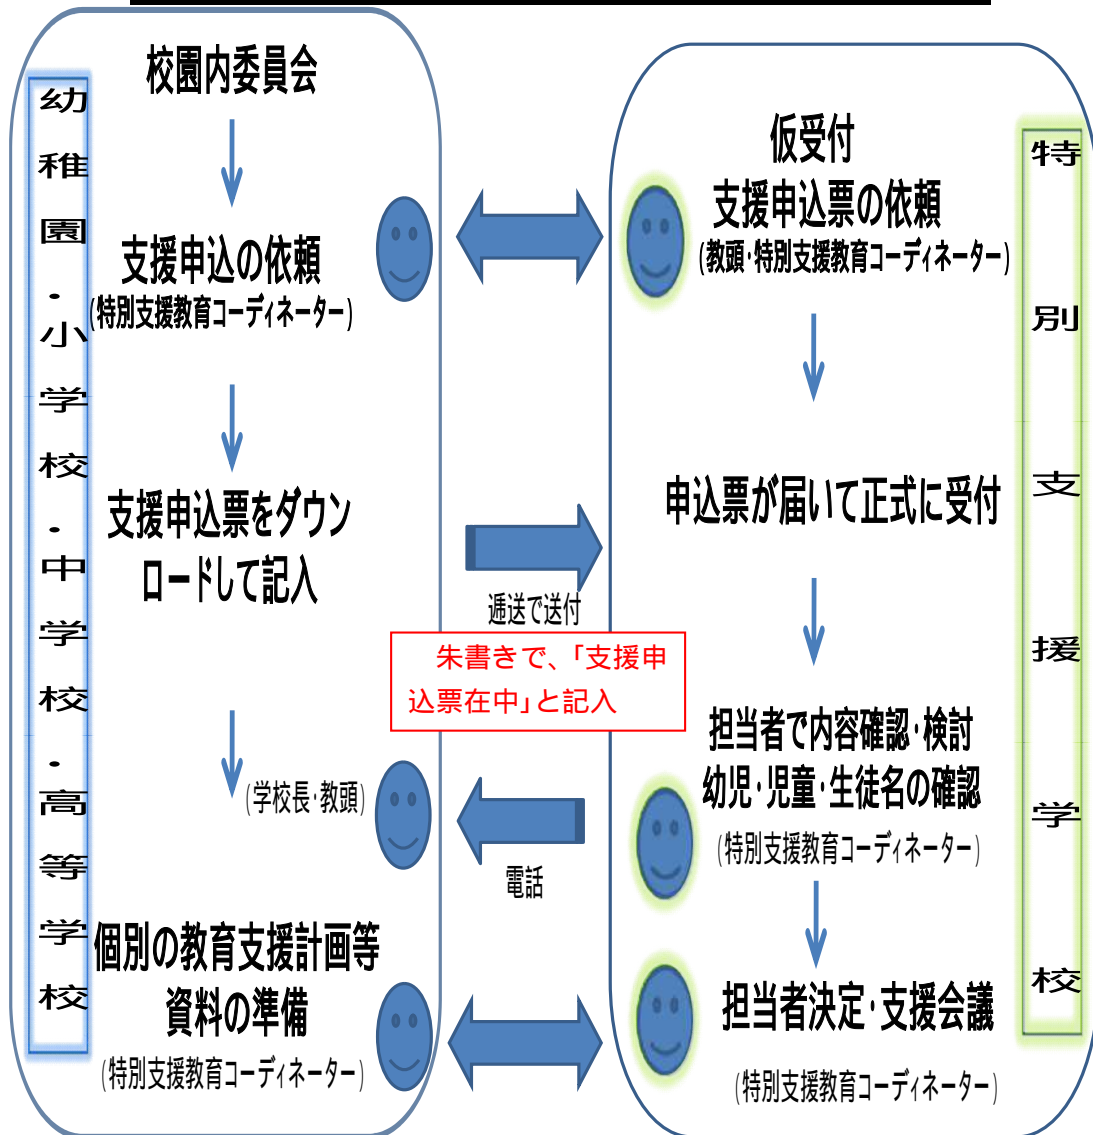 幼稚園・小学校・中学校・高等学校
校園内委員会
支援申込の依頼
(特別支援教育コーディネーター)
支援申込票をダウン
ロードして記入
(学校長・教頭)
個別の教育支援計画等
資料の準備
(特別支援教育コーディネーター)
逓送で送付
朱書きで、「支援申
込票在中」と記入
電話
仮受付
支援申込票の依頼
(教頭・特別支援教育コーディネーター)
申込票が届いて正式に受付
担当者で内容確認・検討
幼児・児童・生徒名の確認
(特別支援教育コーディネーター)
担当者決定・支援会議
(特別支援教育コーディネーター)
特別支援学校